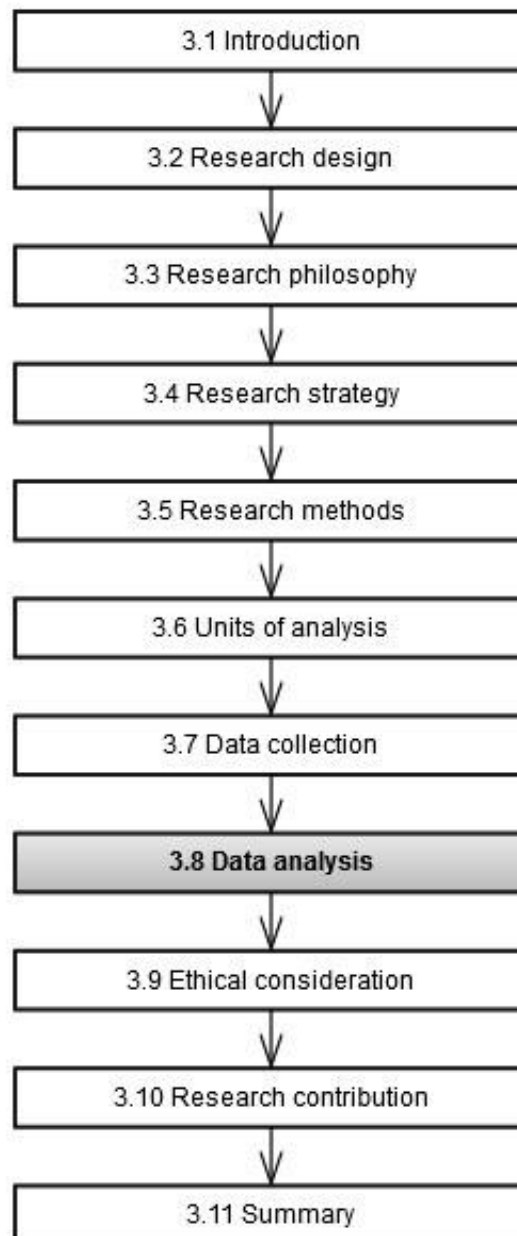 3.1 Introduction
3.2 Research design
3.3 Research philosophy
3.4 Research strategy
3.5 Research methods
3.6 Units of analysis
3.7 Data collection
3.8 Data analysis
3.9 Ethical consideration
3.10 Research contribution
3.11 Summary